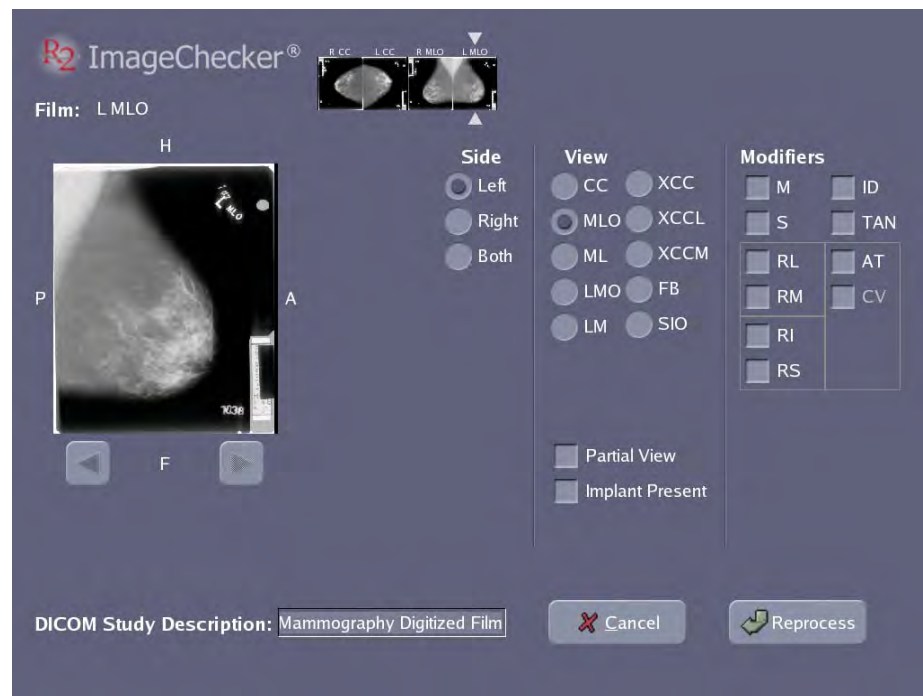 R2 ImageChecker®
R CC L CC R MLO L MLO
Film: L MLO
H
P
A
L MLO
7038
F
Side
Left
Right
Both
View
CC XCC
MLO XCCL
ML XCCM
LMO FB
LM SIO
Partial View
Implant Present
Modifiers
M ID
S TAN
RL AT
RM CV
RI
RS
DICOM Study Description: Mammography Digitized Film
Cancel
Reprocess